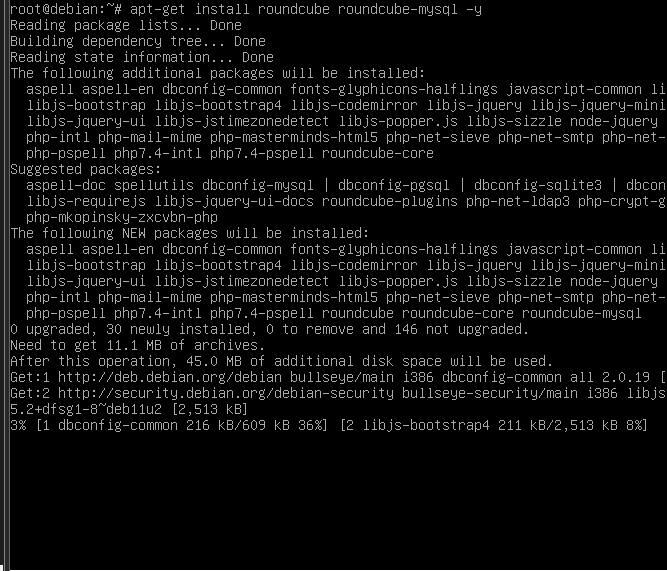 root@debian:~# apt-get install roundcube roundcube-mysql -y
Reading package lists... Done
Building dependency tree... Done
Reading state information... Done
The following additional packages will be installed:
  aspell aspell-en dbconfig-common fonts-glyphicons-halflings javascript-common li
  libjs-bootstrap libjs-bootstrap4 libjs-codemirror libjs-jquery libjs-jquery-mini
  libjs-jquery-ui libjs-jstimezonedetect libjs-popper.js libjs-sizzle node-jquery
  php-intl php-mail-mime php-masterminds-html5 php-net-sieve php-net-smtp php-net-
  php-pspell php7.4-intl php7.4-pspell roundcube-core
Suggested packages:
  aspell-doc spellutils dbconfig-mysql | dbconfig-pgsql | dbconfig-sqlite3 | dbcon
  libjs-requirejs libjs-jquery-ui-docs roundcube-plugins php-net-ldap3 php-crypt-g
  php-mkopinsky-zxcvbn-php
The following NEW packages will be installed:
  aspell aspell-en dbconfig-common fonts-glyphicons-halflings javascript-common li
  libjs-bootstrap libjs-bootstrap4 libjs-codemirror libjs-jquery libjs-jquery-mini
  libjs-jquery-ui libjs-jstimezonedetect libjs-popper.js libjs-sizzle node-jquery
  php-intl php-mail-mime php-masterminds-html5 php-net-sieve php-net-smtp php-net-
  php-pspell php7.4-intl php7.4-pspell roundcube roundcube-core roundcube-mysql
0 upgraded, 30 newly installed, 0 to remove and 146 not upgraded.
Need to get 11.1 MB of archives.
After this operation, 45.0 MB of additional disk space will be used.
Get:1 http://deb.debian.org/debian bullseye/main i386 dbconfig-common all 2.0.19 [
Get:2 http://security.debian.org/debian-security bullseye-security/main i386 libjs
5.2+dfsg1-8~deb11u2 [2,513 kB]
3% [1 dbconfig-common 216 kB/609 kB 36%] [2 libjs-bootstrap4 211 kB/2,513 kB 8%]